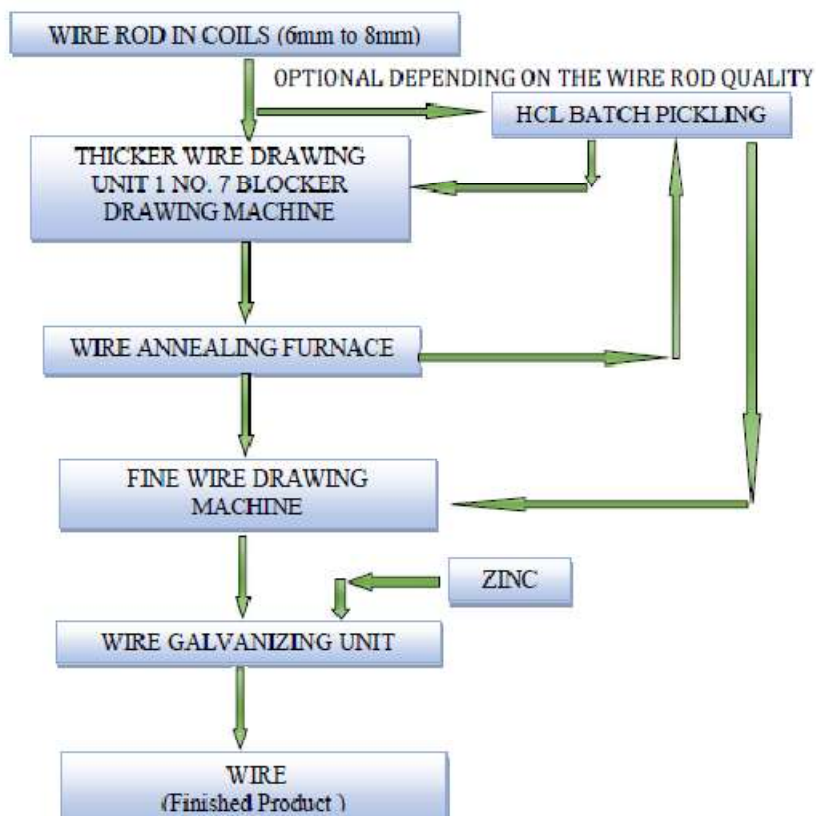 WIRE ROD IN COILS (6mm to 8mm)
OPTIONAL DEPENDING ON THE WIRE ROD QUALITY
HCL BATCH PICKLING
THICKER WIRE DRAWING
UNIT 1 NO. 7 BLOCKER
DRAWING MACHINE
WIRE ANNEALING FURNACE
FINE WIRE DRAWING
MACHINE
ZINC
WIRE GALVANIZING UNIT
WIRE
(Finished Product )